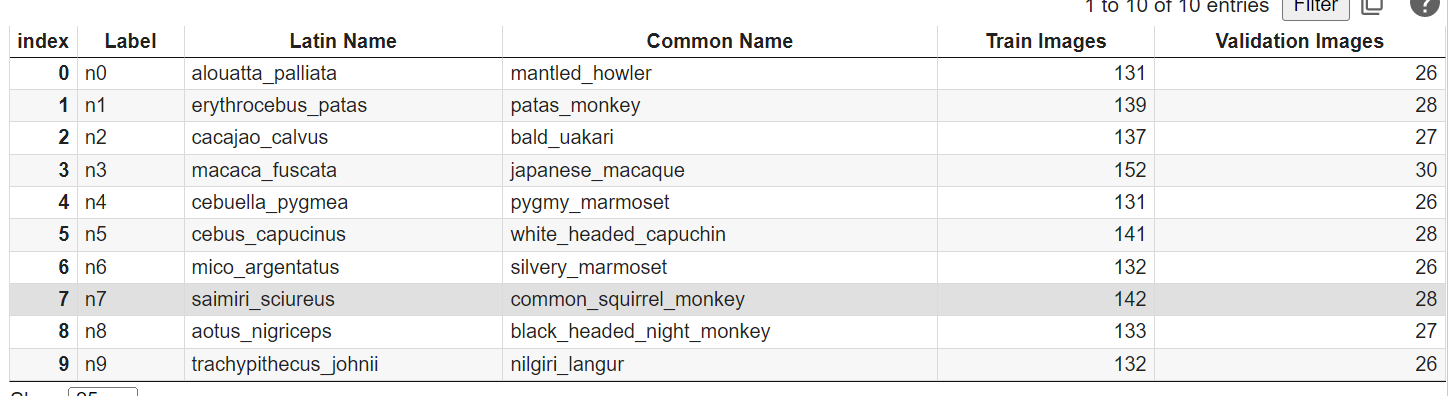 1 to 10 of 10 entries Filter ?
index Label Latin Name Common Name Train Images Validation Images
0 n0 alouatta_palliata mantled_howler 131 26
1 n1 erythrocebus_patas patas_monkey 139 28
2 n2 cacajao_calvus bald_uakari 137 27
3 n3 macaca_fuscata japanese_macaque 152 30
4 n4 cebuella_pygmea pygmy_marmoset 131 26
5 n5 cebus_capucinus white_headed_capuchin 141 28
6 n6 mico_argentatus silvery_marmoset 132 26
7 n7 saimiri_sciureus common_squirrel_monkey 142 28
8 n8 aotus_nigriceps black_headed_night_monkey 133 27
9 n9 trachypithecus_johnii nilgiri_langur 132 26